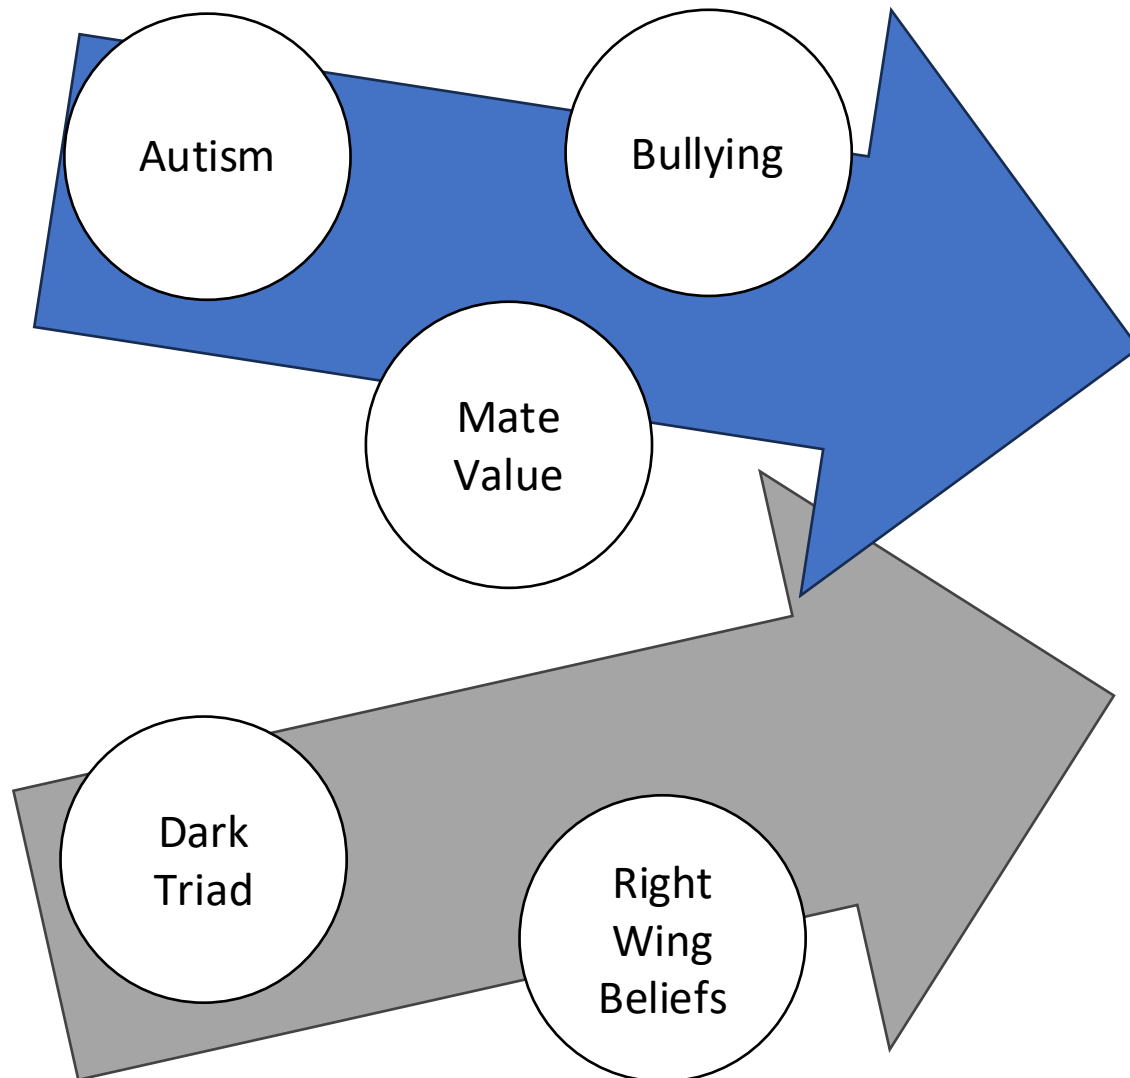 Autism
Bullying
Mate
Value
Dark
Triad
Right
Wing
Beliefs